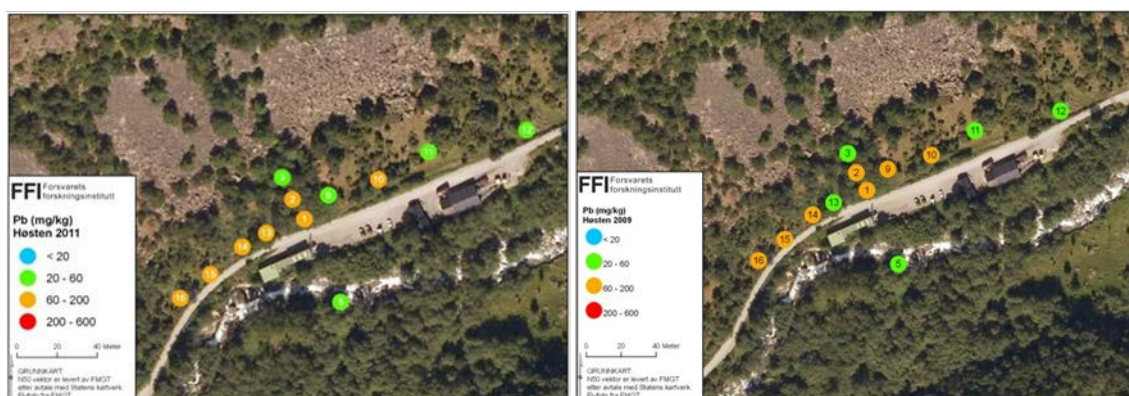 FFI Forsvarets
forskningsinstitutt
Pb (mg/kg)
Høsten 2011
< 20
20 - 60
60 - 200
200 - 600
0 20 40 Meter
GRUNNKART:
N50 vektor er levert av FMGT
etter avtale med Statens kartverk.
12
11
10
3
9
2
1
13
14
15
16
5
FFI Forsvarets
forskningsinstitutt
Pb (mg/kg)
Høsten 2009
< 20
20 - 60
60 - 200
200 - 600
0 20 40 Meter
GRUNNKART:
N50 vektor er levert av FMGT
etter avtale med Statens kartverk.
12
11
10
3
9
2
1
13
14
15
16
5